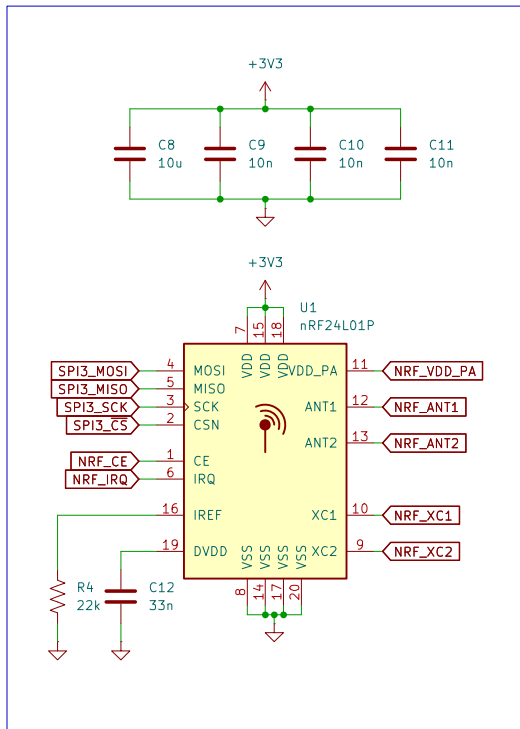 +3V3
C8
10u
C9
10n
C10
10n
C11
10n
+3V3
U1
nRF24L01P
7
15
18
VDD
VDD
VDD
SPI3_MOSI
4
MOSI
SPI3_MISO
5
MISO
SPI3_SCK
3
SCK
SPI3_CS
2
CSN
NRF_CE
1
CE
NRF_IRQ
6
IRQ
16
IREF
19
DVDD
VDD_PA
11
NRF_VDD_PA
ANT1
12
NRF_ANT1
ANT2
13
NRF_ANT2
XC1
10
NRF_XC1
XC2
9
NRF_XC2
VSS
VSS
VSS
VSS
8
14
17
20
R4
22k
C12
33n